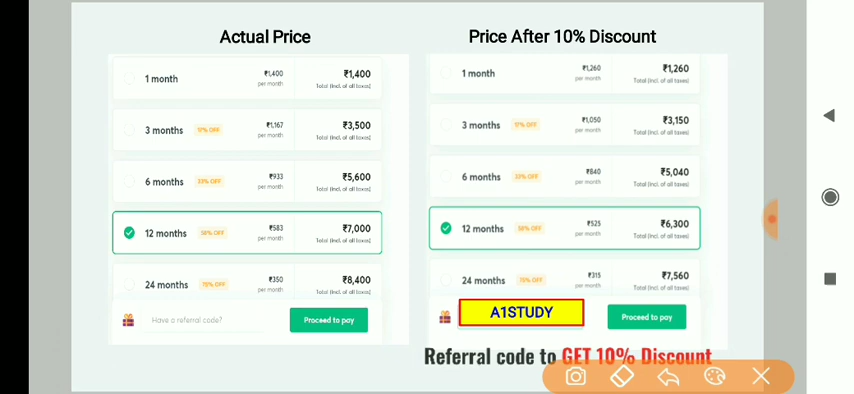 Actual Price
1 month
₹1,400
per month
₹1,400
Total (Incl. of all taxes)
3 months
17% OFF
₹1,167
per month
₹3,500
Total (Incl. of all taxes)
6 months
33% OFF
₹933
per month
₹5,600
Total (Incl. of all taxes)
12 months
58% OFF
₹583
per month
₹7,000
Total (Incl. of all taxes)
24 months
75% OFF
₹350
per month
₹8,400
Total (Incl. of all taxes)
Have a referral code?
Proceed to pay
Price After 10% Discount
1 month
₹1,260
per month
₹1,260
Total (Incl. of all taxes)
3 months
17% OFF
₹1,050
per month
₹3,150
Total (Incl. of all taxes)
6 months
33% OFF
₹840
per month
₹5,040
Total (Incl. of all taxes)
12 months
58% OFF
₹525
per month
₹6,300
Total (Incl. of all taxes)
24 months
75% OFF
₹315
per month
₹7,560
Total (Incl. of all taxes)
A1STUDY
Proceed to pay
Referral code to GET 10% Discount